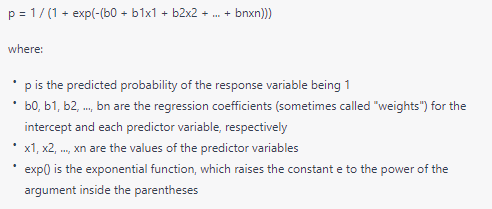 p = 1 / (1 + exp(-(b0 + b1x1 + b2x2 + ... + bnxn)))
where:
• p is the predicted probability of the response variable being 1
• b0, b1, b2, ..., bn are the regression coefficients (sometimes called "weights") for the
intercept and each predictor variable, respectively
• x1, x2, ..., xn are the values of the predictor variables
• exp() is the exponential function, which raises the constant e to the power of the
argument inside the parentheses